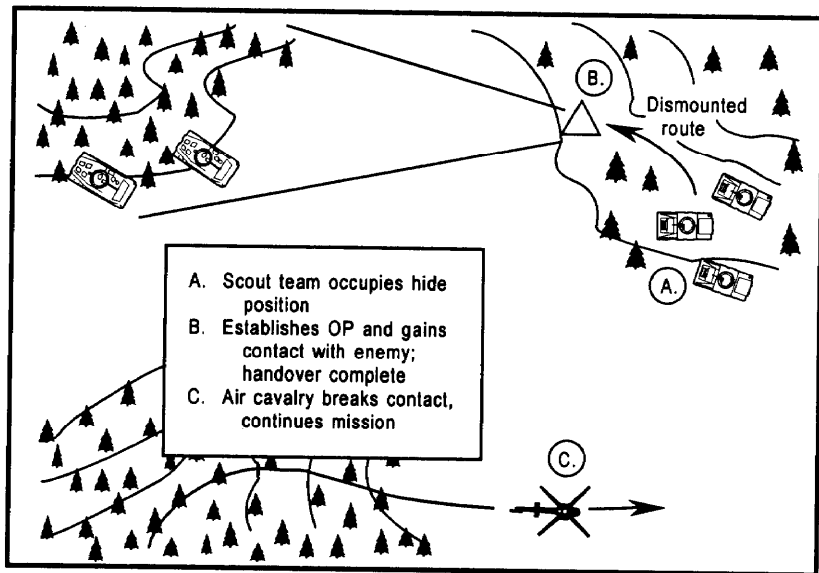 B.
Dismounted
route
A.
A. Scout team occupies hide
position
B. Establishes OP and gains
contact with enemy;
handover complete
C. Air cavalry breaks contact,
continues mission
C.